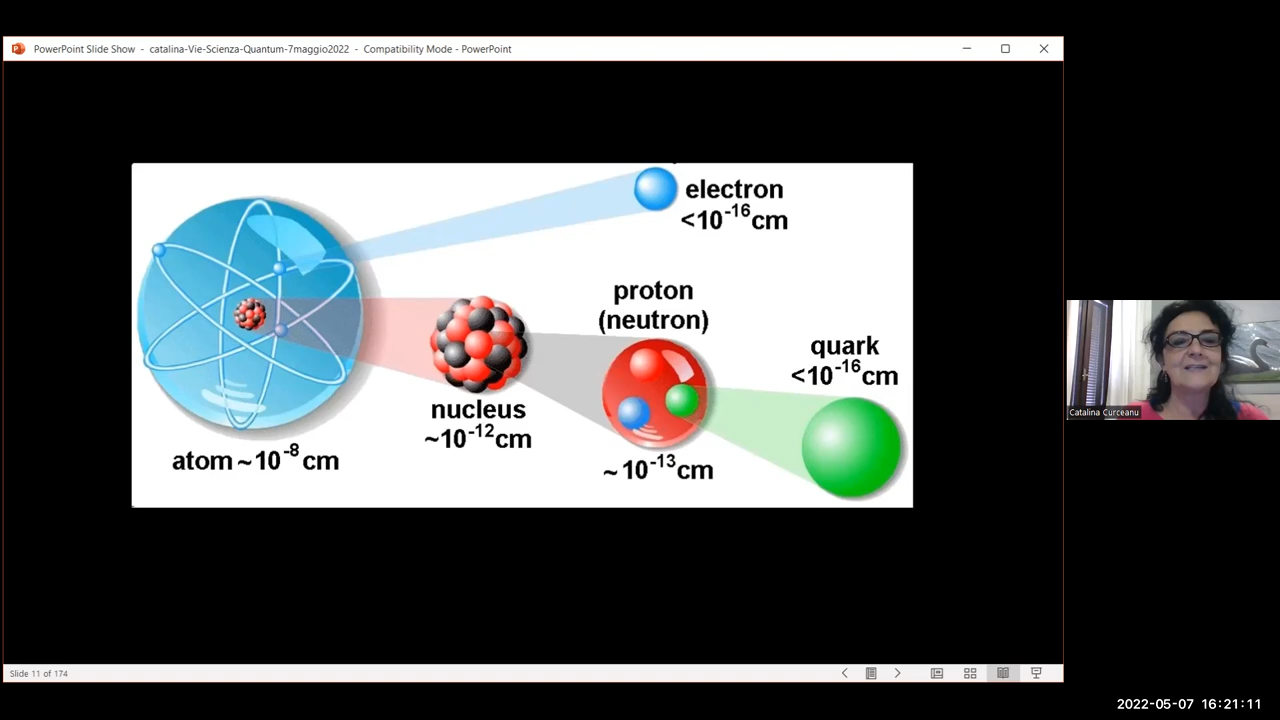 PowerPoint Slide Show - catalina-Vie-Scienza-Quantum-7maggio2022 - Compatibility Mode - PowerPoint
electron
<10⁻¹⁶cm
proton
(neutron)
quark
<10⁻¹⁶cm
nucleus
~10⁻¹²cm
atom ~10⁻⁸ cm
~10⁻¹³cm
Catalina Curceanu
Slide 11 of 174
2022-05-07 16:21:11